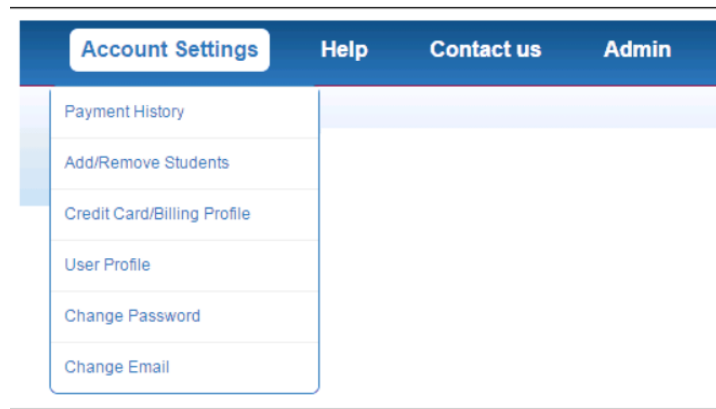 Account Settings Help Contact us Admin
Payment History
Add/Remove Students
Credit Card/Billing Profile
User Profile
Change Password
Change Email